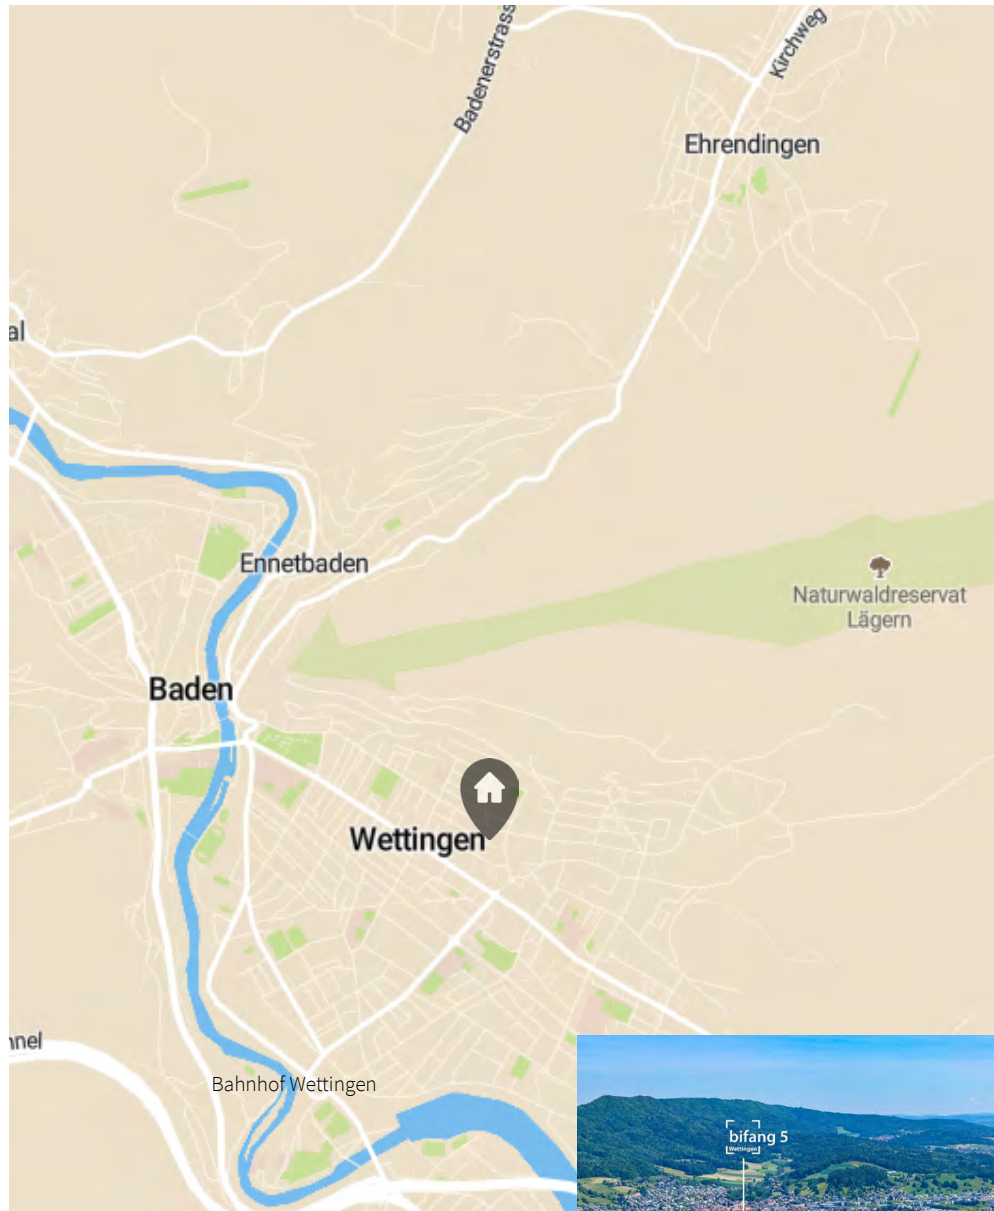 Badenerstrass
Kirchweg
Ehrendingen
al
Ennetbaden
Naturwaldreservat
Lägern
Baden
Wettingen
nnel
Bahnhof Wettingen
bifang 5
Wettingen